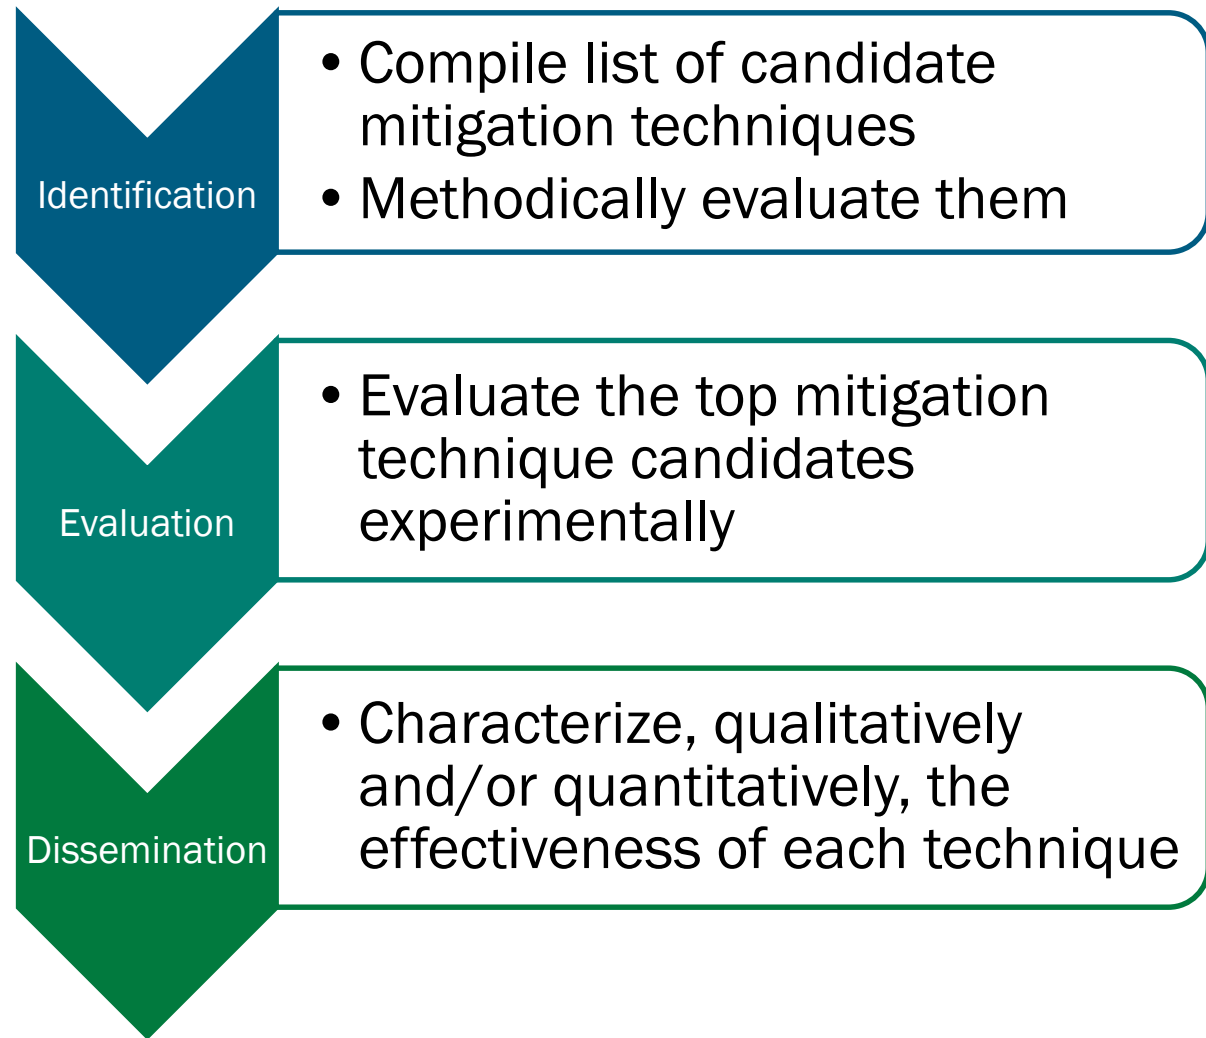 Identification
• Compile list of candidate
mitigation techniques
• Methodically evaluate them
Evaluation
• Evaluate the top mitigation
technique candidates
experimentally
Dissemination
• Characterize, qualitatively
and/or quantitatively, the
effectiveness of each technique